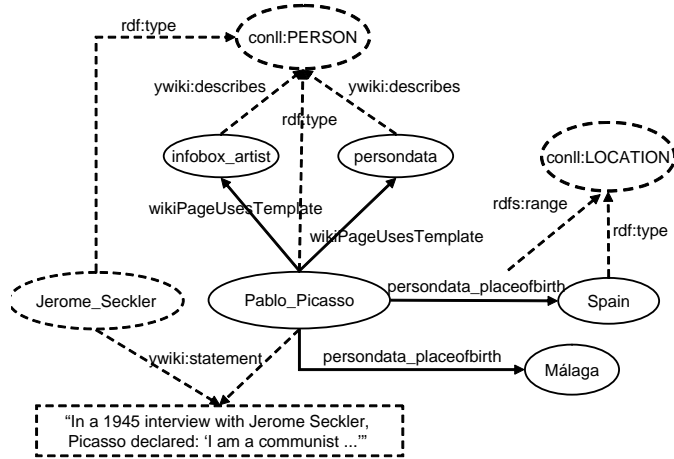 rdf:type
conll:PERSON
ywiki:describes
ywiki:describes
rdf:type
infobox_artist
persondata
conll:LOCATION
wikiPageUsesTemplate
rdfs:range
wikiPageUsesTemplate
rdf:type
Jerome_Seckler
Pablo_Picasso
persondata_placeofbirth
Spain
ywiki:statement
persondata_placeofbirth
Málaga
“In a 1945 interview with Jerome Seckler,
Picasso declared: ‘I am a communist ...’”